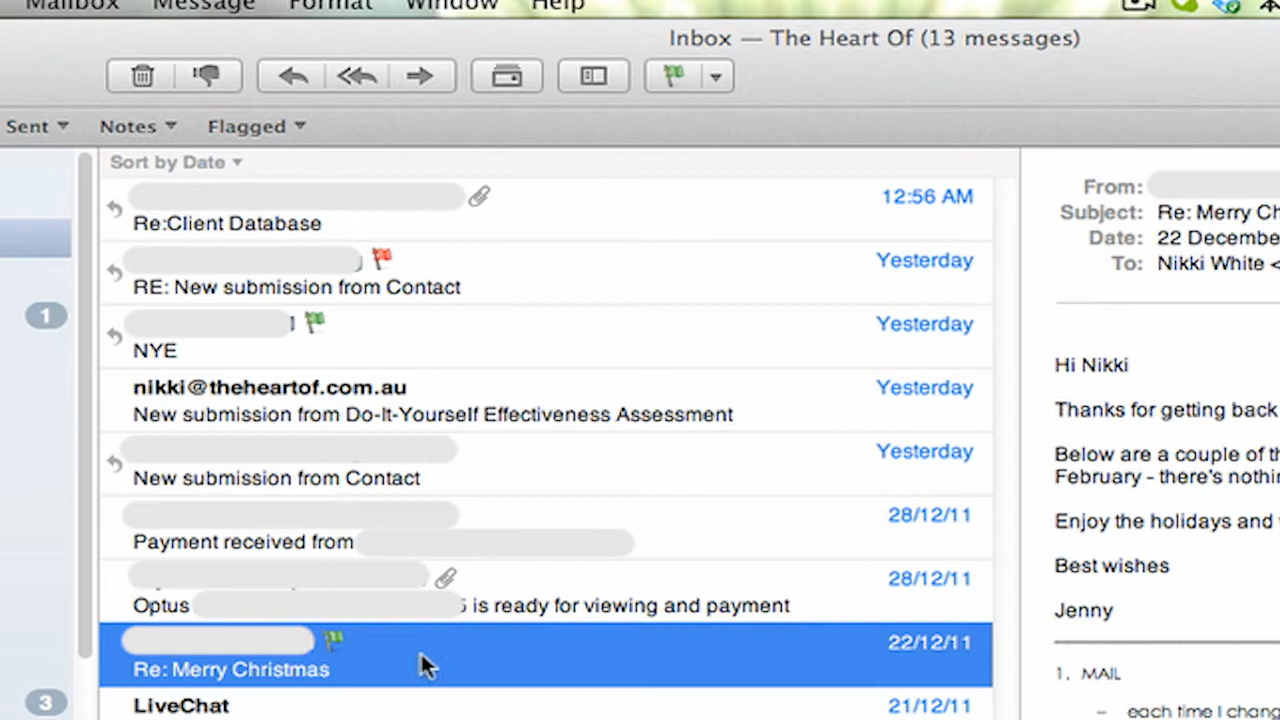 Mailbox Message Format Window Help
Inbox — The Heart Of (13 messages)
Sent Notes Flagged
Sort by Date
12:56 AM
Re:Client Database
Yesterday
RE: New submission from Contact
Yesterday
NYE
nikki@theheartof.com.au Yesterday
New submission from Do-It-Yourself Effectiveness Assessment
Yesterday
New submission from Contact
28/12/11
Payment received from
28/12/11
Optus is ready for viewing and payment
22/12/11
Re: Merry Christmas
LiveChat 21/12/11
1
3
From:
Subject: Re: Merry Ch
Date: 22 Decembe
To: Nikki White <
Hi Nikki
Thanks for getting back
Below are a couple of th
February - there's nothin
Enjoy the holidays and
Best wishes
Jenny
1. MAIL
– each time I chang